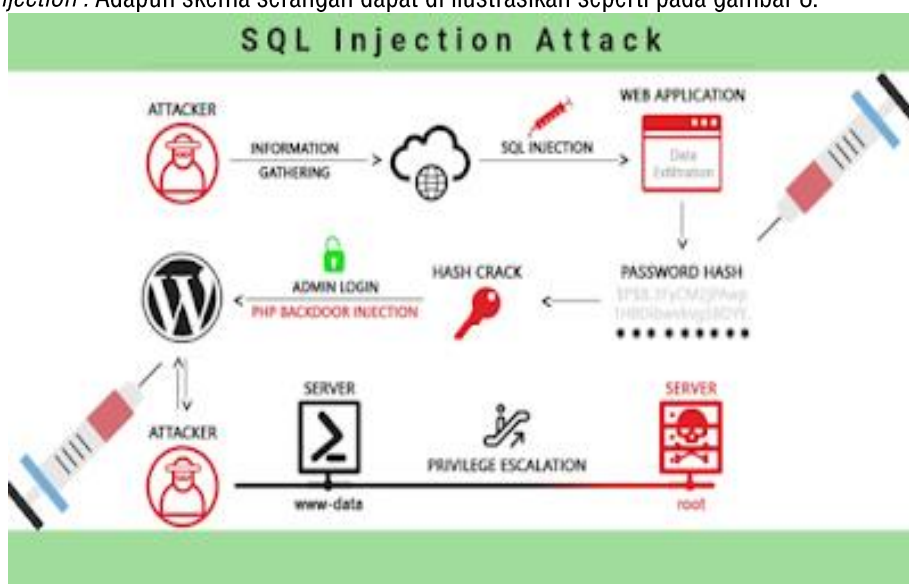 njection . Adapun skema serangan dapat di ilustrasikan seperti pada gambar 8.
SQL Injection Attack
ATTACKER
INFORMATION
GATHERING
SQL INJECTION
WEB APPLICATION
Data
Exfiltration
ADMIN LOGIN
PHP BACKDOOR INJECTION
HASH CRACK
PASSWORD HASH
ATTACKER
SERVER
www-data
PRIVILEGE ESCALATION
SERVER
root